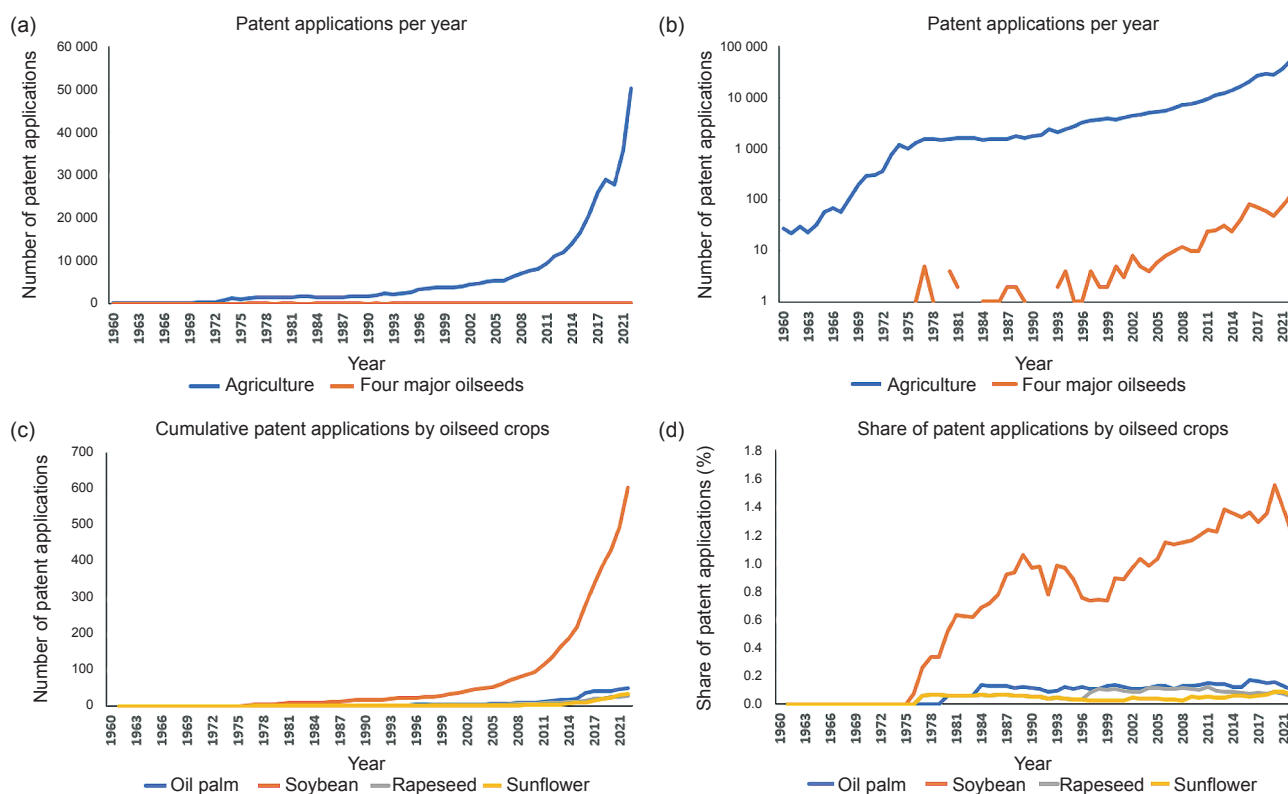 (a)
Patent applications per year
Number of patent applications
60 000
50 000
40 000
30 000
20 000
10 000
0
1960 1963 1966 1969 1972 1975 1978 1981 1984 1987 1990 1993 1996 1999 2002 2005 2008 2011 2014 2017 2021
Year
Agriculture Four major oilseeds
(b)
Patent applications per year
Number of patent applications
100 000
10 000
1 000
100
10
1
1960 1963 1966 1969 1972 1975 1978 1981 1984 1987 1990 1993 1996 1999 2002 2005 2008 2011 2014 2017 2021
Year
Agriculture Four major oilseeds
(c)
Cumulative patent applications by oilseed crops
Number of patent applications
700
600
500
400
300
200
100
0
1960 1963 1966 1969 1972 1975 1978 1981 1984 1987 1990 1993 1996 1999 2002 2005 2008 2011 2014 2017 2021
Year
Oil palm Soybean Rapeseed Sunflower
(d)
Share of patent applications by oilseed crops
Share of patent applications (%)
1.8
1.6
1.4
1.2
1.0
0.8
0.6
0.4
0.2
0.0
1960 1963 1966 1969 1972 1975 1978 1981 1984 1987 1990 1993 1996 1999 2002 2005 2008 2011 2014 2017 2021
Year
Oil palm Soybean Rapeseed Sunflower